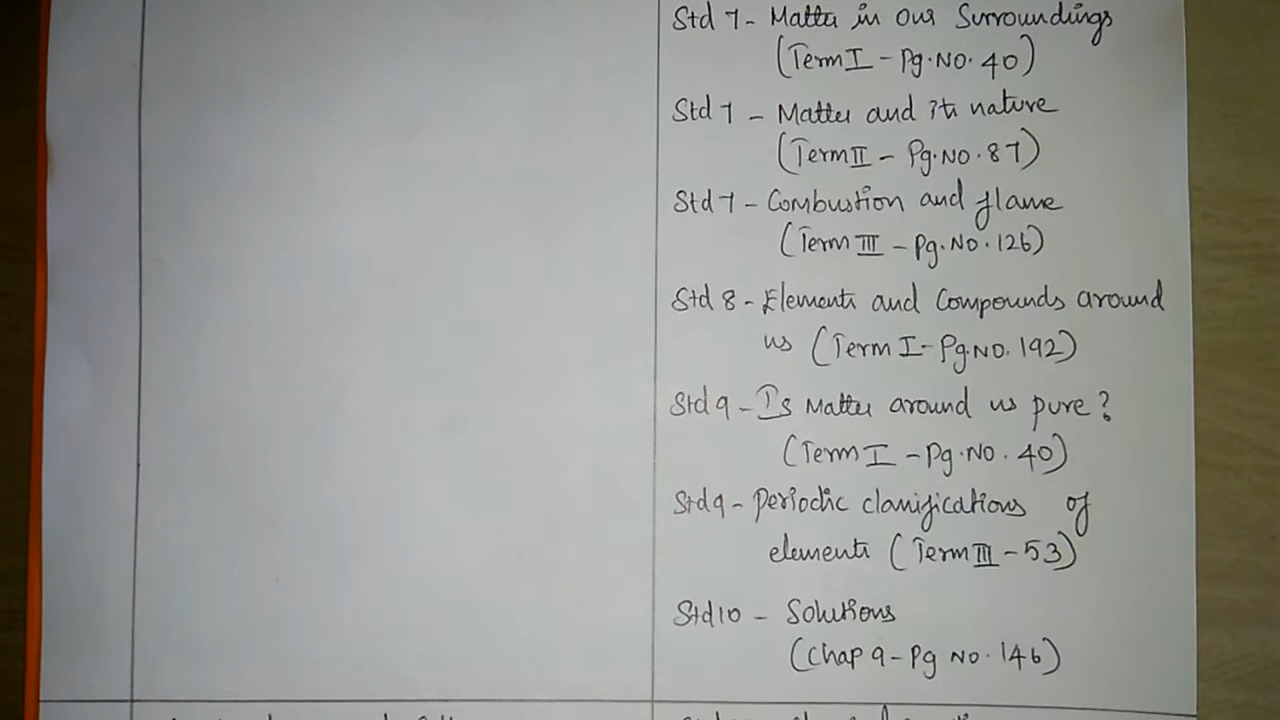 Std 7 - Matter in our Surroundings
(Term I - Pg.No. 40)
Std 7 - Matter and its nature
(Term II - Pg.No. 87)
Std 7 - Combustion and flame
(Term III - Pg.No. 126)
Std 8 - Elements and Compounds around
us (Term I - Pg.No. 192)
Std 9 - Is Matter around us pure?
(Term I - Pg.No. 40)
Std 9 - Periodic classifications of
elements (Term III - 53)
Std 10 - Solutions
(Chap 9 - Pg No. 146)